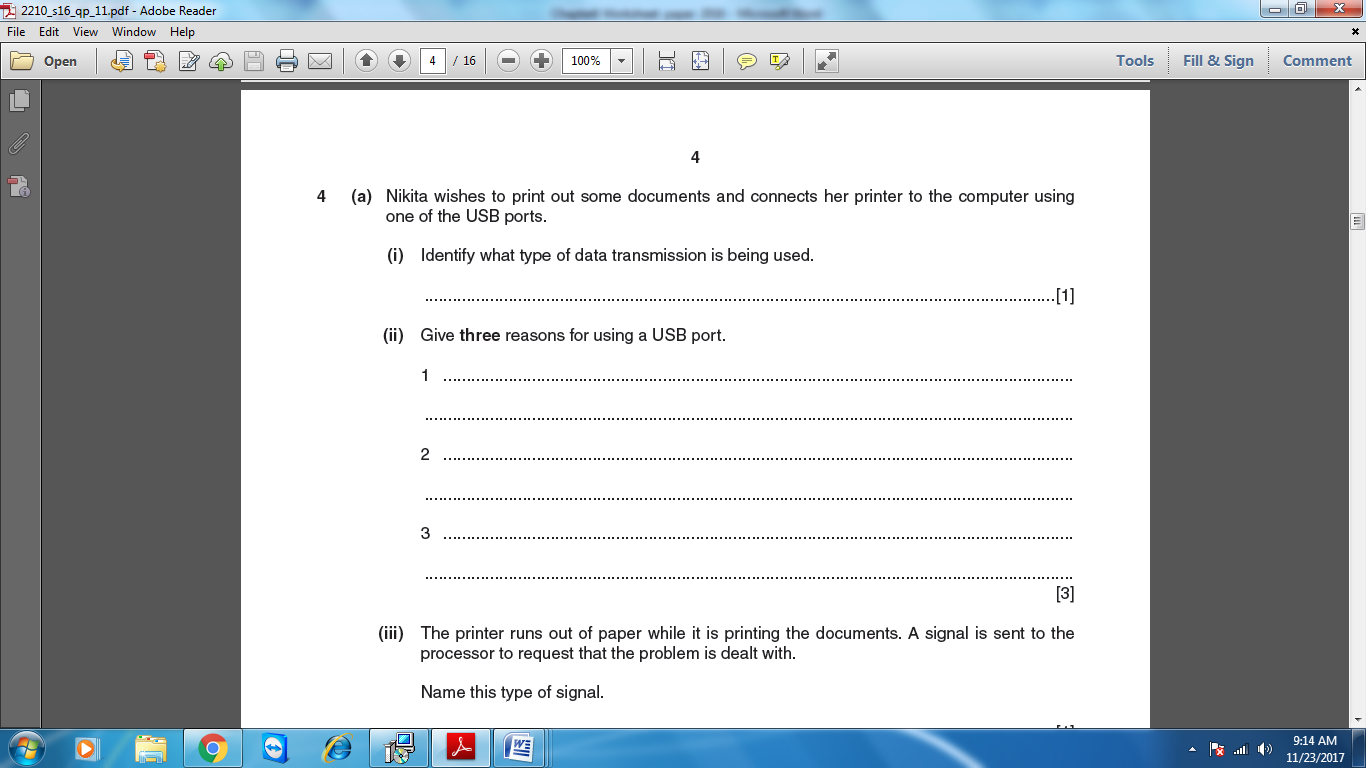 2210_s16_qp_11.pdf - Adobe Reader
File Edit View Window Help
Open 4 / 16 100% Tools Fill & Sign Comment
4
4 (a) Nikita wishes to print out some documents and connects her printer to the computer using
one of the USB ports.
(i) Identify what type of data transmission is being used.
[1]
(ii) Give three reasons for using a USB port.
1
2
3
[3]
(iii) The printer runs out of paper while it is printing the documents. A signal is sent to the
processor to request that the problem is dealt with.
Name this type of signal.
9:14 AM
11/23/2017